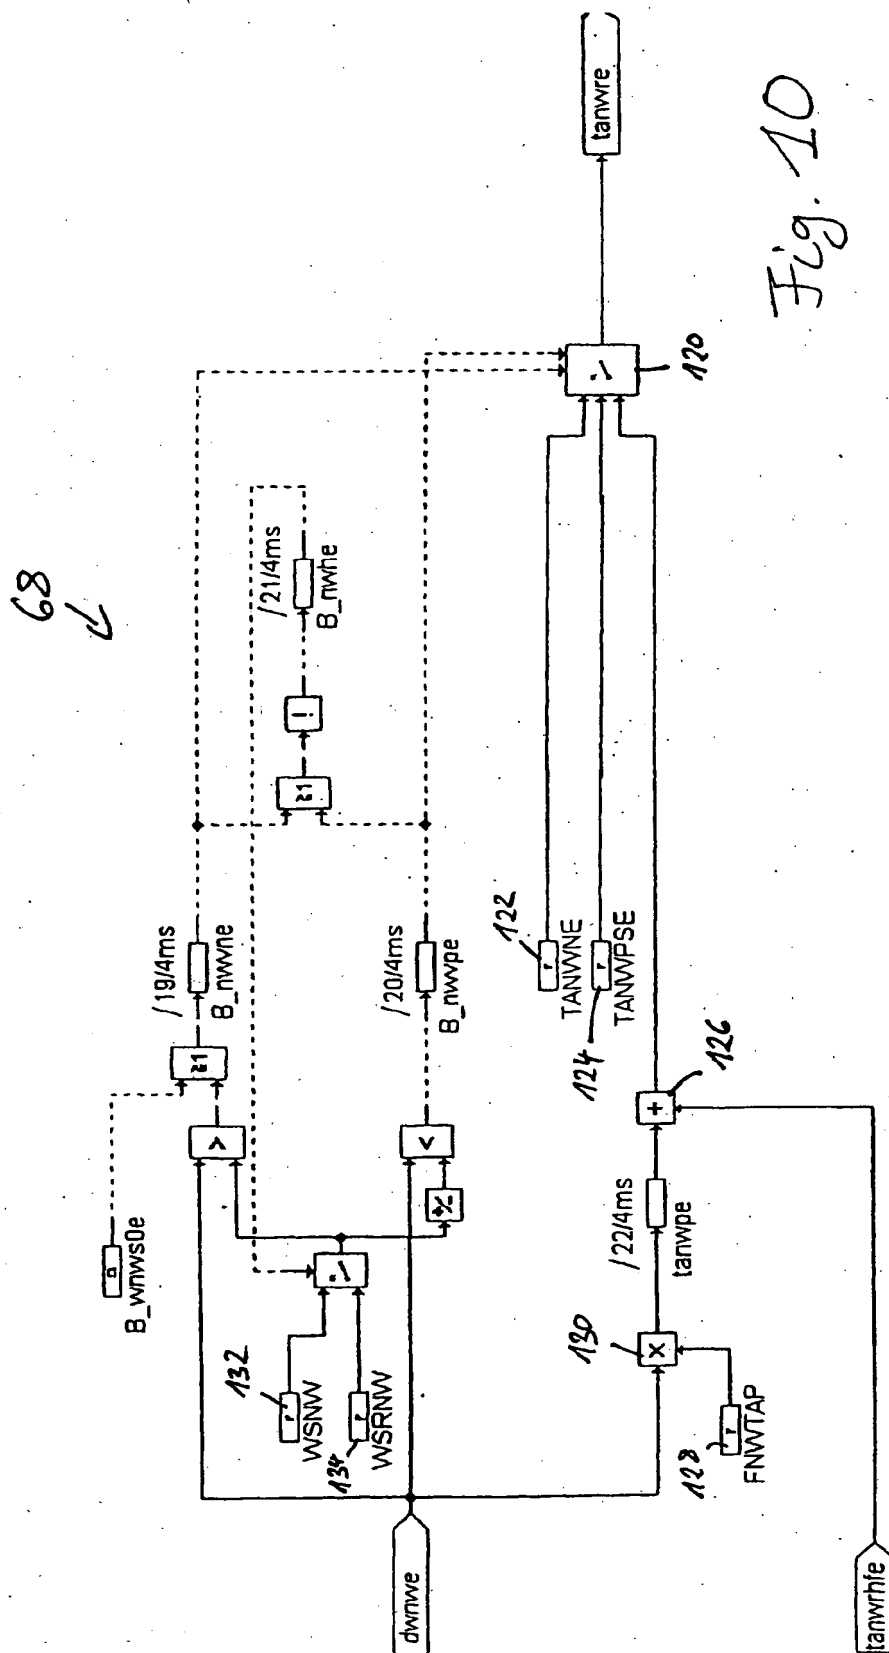 68
B_wnws0e
≥1
/19/4ms
B_nwvne
>
≥1
!
/21/4ms
B_nwhe
132
r
WSNW
134
r
WSRNW
+/-
<
/20/4ms
B_nwvpe
dwnwe
122
r
TANWNE
124
r
TANWPSE
120
tanwre
130
x
/22/4ms
tanwpe
+
126
128
r
FNWTAP
tanwrhfe
Fig. 10